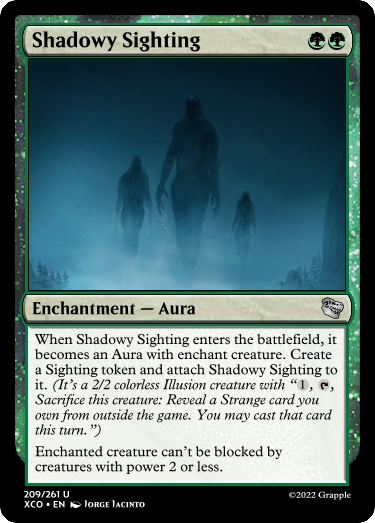 Shadowy Sighting
Enchantment — Aura
When Shadowy Sighting enters the battlefield, it
becomes an Aura with enchant creature. Create
a Sighting token and attach Shadowy Sighting to
it. (It's a 2/2 colorless Illusion creature with “1, T,
Sacrifice this creature: Reveal a Strange card you
own from outside the game. You may cast that card
this turn.”)
Enchanted creature can't be blocked by
creatures with power 2 or less.
209/261 U
XCO • EN Jorge Jacinto
©2022 Grapple